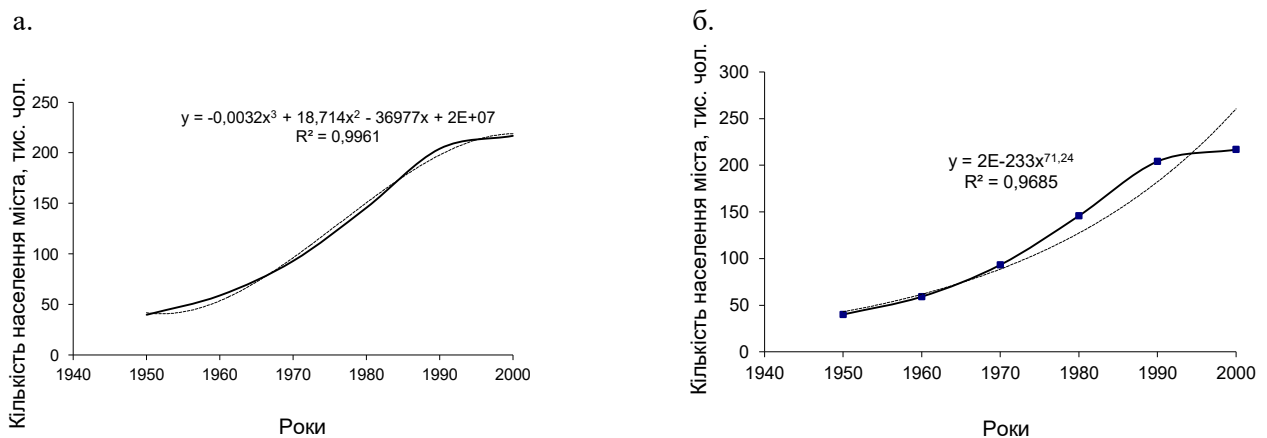 а.
Кількість населення міста, тис. чол.
250
200
150
100
50
0
y = -0,0032x³ + 18,714x² - 36977x + 2E+07
R² = 0,9961
1940 1950 1960 1970 1980 1990 2000
Роки
б.
Кількість населення міста, тис. чол.
300
250
200
150
100
50
0
y = 2E-233x⁷¹,²⁴
R² = 0,9685
1940 1950 1960 1970 1980 1990 2000
Роки